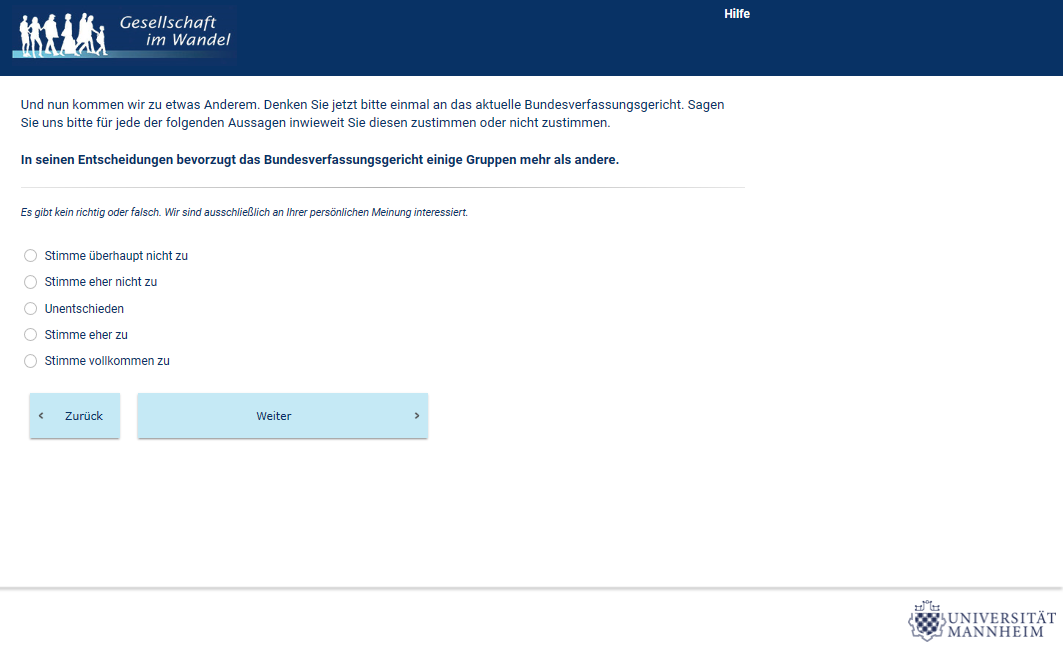 Gesellschaft
im Wandel
Hilfe
Und nun kommen wir zu etwas Anderem. Denken Sie jetzt bitte einmal an das aktuelle Bundesverfassungsgericht. Sagen
Sie uns bitte für jede der folgenden Aussagen inwieweit Sie diesen zustimmen oder nicht zustimmen.
In seinen Entscheidungen bevorzugt das Bundesverfassungsgericht einige Gruppen mehr als andere.
Es gibt kein richtig oder falsch. Wir sind ausschließlich an Ihrer persönlichen Meinung interessiert.
Stimme überhaupt nicht zu
Stimme eher nicht zu
Unentschieden
Stimme eher zu
Stimme vollkommen zu
Zurück
Weiter
UNIVERSITÄT
MANNHEIM